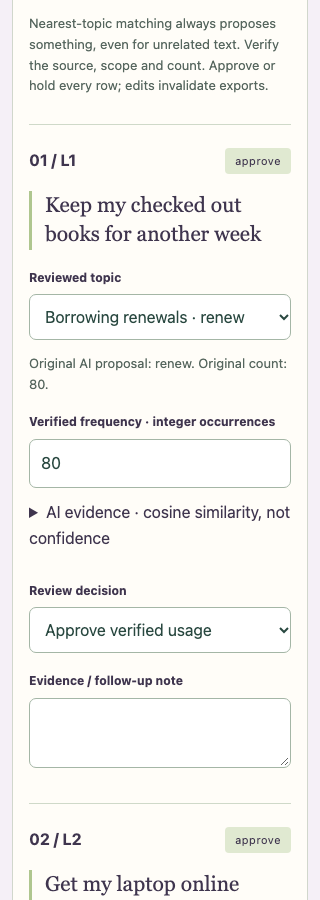 Nearest-topic matching always proposes
something, even for unrelated text. Verify
the source, scope and count. Approve or
hold every row; edits invalidate exports.
01 / L1
approve
Keep my checked out
books for another week
Reviewed topic
Borrowing renewals · renew
Original AI proposal: renew. Original count:
80.
Verified frequency · integer occurrences
80
AI evidence · cosine similarity, not
confidence
Review decision
Approve verified usage
Evidence / follow-up note
02 / L2
approve
Get my laptop online